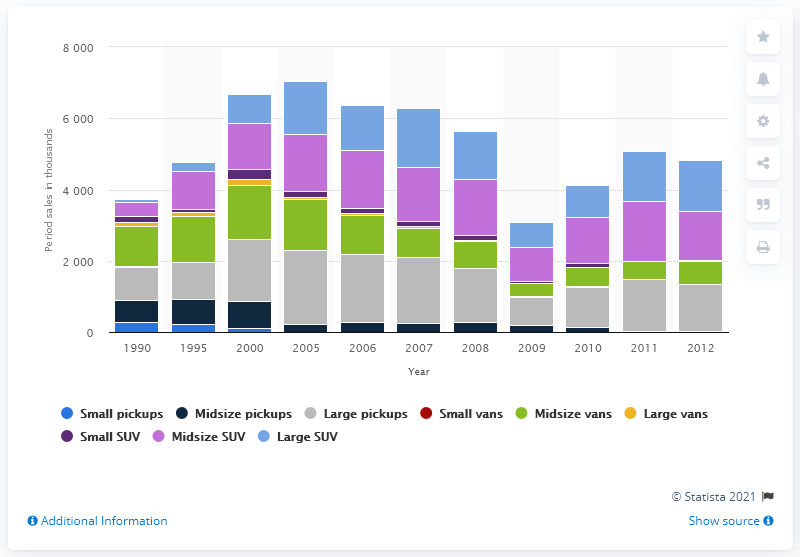 8 000
6 000
4 000
2 000
0
Period sales in thousands
1990 1995 2000 2005 2006 2007 2008 2009 2010 2011 2012
Year
Small pickups Midsize pickups Large pickups Small vans Midsize vans Large vans
Small SUV Midsize SUV Large SUV
© Statista 2021
Additional Information Show source